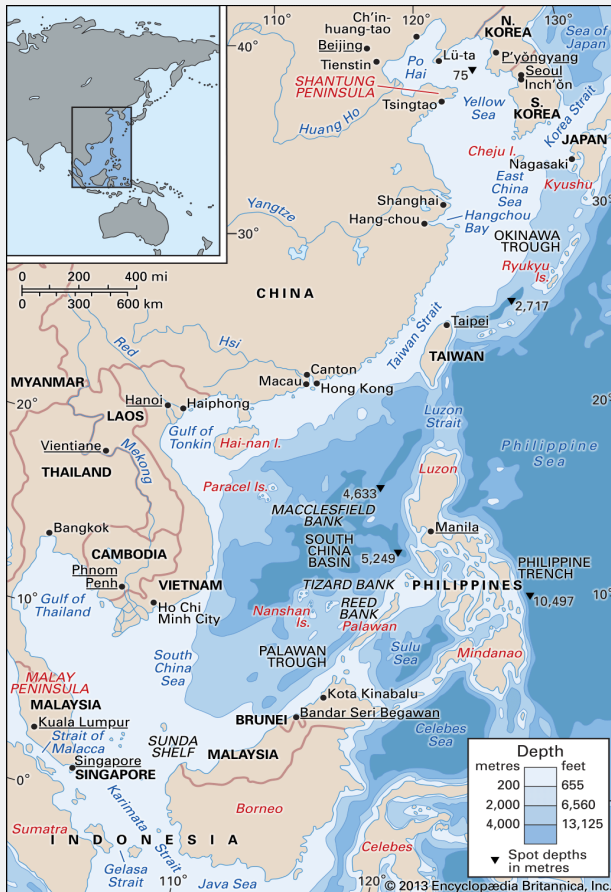 110°
120°
130°
N.
KOREA
Ch'in-
huang-tao
Beijing
40°
Tienstin
Po
Hai
Lü-ta
75
P'yŏngyang
Seoul
Inch'ŏn
Sea of
Japan
SHANTUNG
PENINSULA
Tsingtao
Yellow
Sea
S.
KOREA
Korea Strait
Huang Ho
Cheju I.
JAPAN
Nagasaki
East
China
Sea
Kyushu
Shanghai
Hang-chou
Hangchou
Bay
Yangtze
30°
OKINAWA
TROUGH
Ryukyu
Is.
0 200 400 mi
0 300 600 km
CHINA
2,717
Taiwan Strait
Taipei
TAIWAN
Red
Hsi
Canton
Macau
Hong Kong
MYANMAR
20°
20°
Hanoi
Haiphong
LAOS
Gulf of
Tonkin
Hai-nan I.
Luzon
Strait
Philippine
Sea
Vientiane
Mekong
THAILAND
Paracel Is.
Luzon
4,633
MACCLESFIELD
BANK
Bangkok
SOUTH
CHINA
BASIN
Manila
5,249
CAMBODIA
Phnom
Penh
VIETNAM
TIZARD BANK
PHILIPPINES
PHILIPPINE
TRENCH
10°
10°
10,497
Gulf of
Thailand
Ho Chi
Minh City
Nanshan
Is.
REED
BANK
Palawan
South
China
Sea
PALAWAN
TROUGH
Sulu
Sea
Mindanao
MALAY
PENINSULA
MALAYSIA
Kota Kinabalu
Kuala Lumpur
BRUNEI
Bandar Seri Begawan
Strait of
Malacca
SUNDA
SHELF
MALAYSIA
Celebes
Sea
Singapore
SINGAPORE
0°
Karimata Strait
Borneo
Sumatra
INDONESIA
Celebes
Gelasa
Strait
110°
Java Sea
120°
Depth
metres feet
200 655
2,000 6,560
4,000 13,125
Spot depths
in metres
© 2013 Encyclopædia Britannica, Inc.